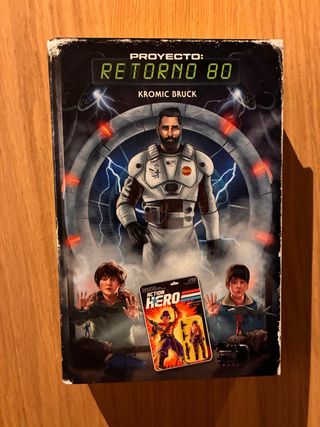 PROYECTO:
RETORNO 80
KROMIC BRUCK
ACTION
HERO